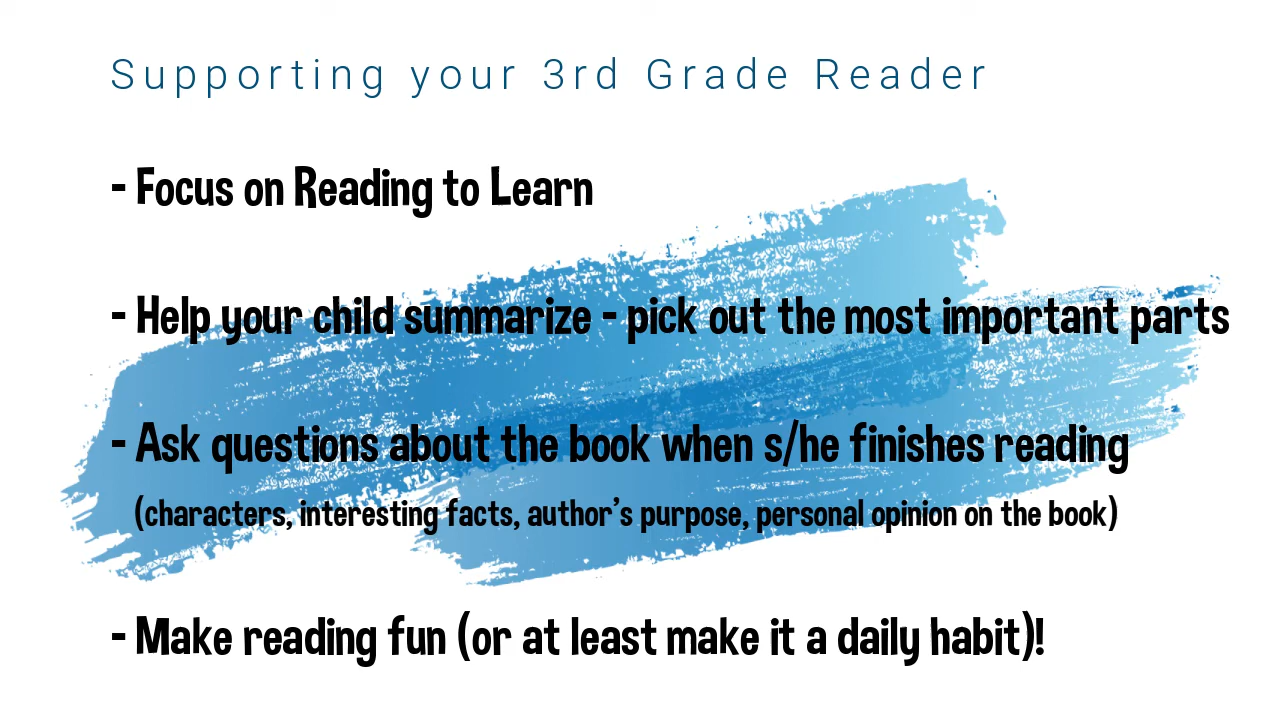 Supporting your 3rd Grade Reader
- Focus on Reading to Learn
- Help your child summarize - pick out the most important parts
- Ask questions about the book when s/he finishes reading
(characters, interesting facts, author's purpose, personal opinion on the book)
- Make reading fun (or at least make it a daily habit)!